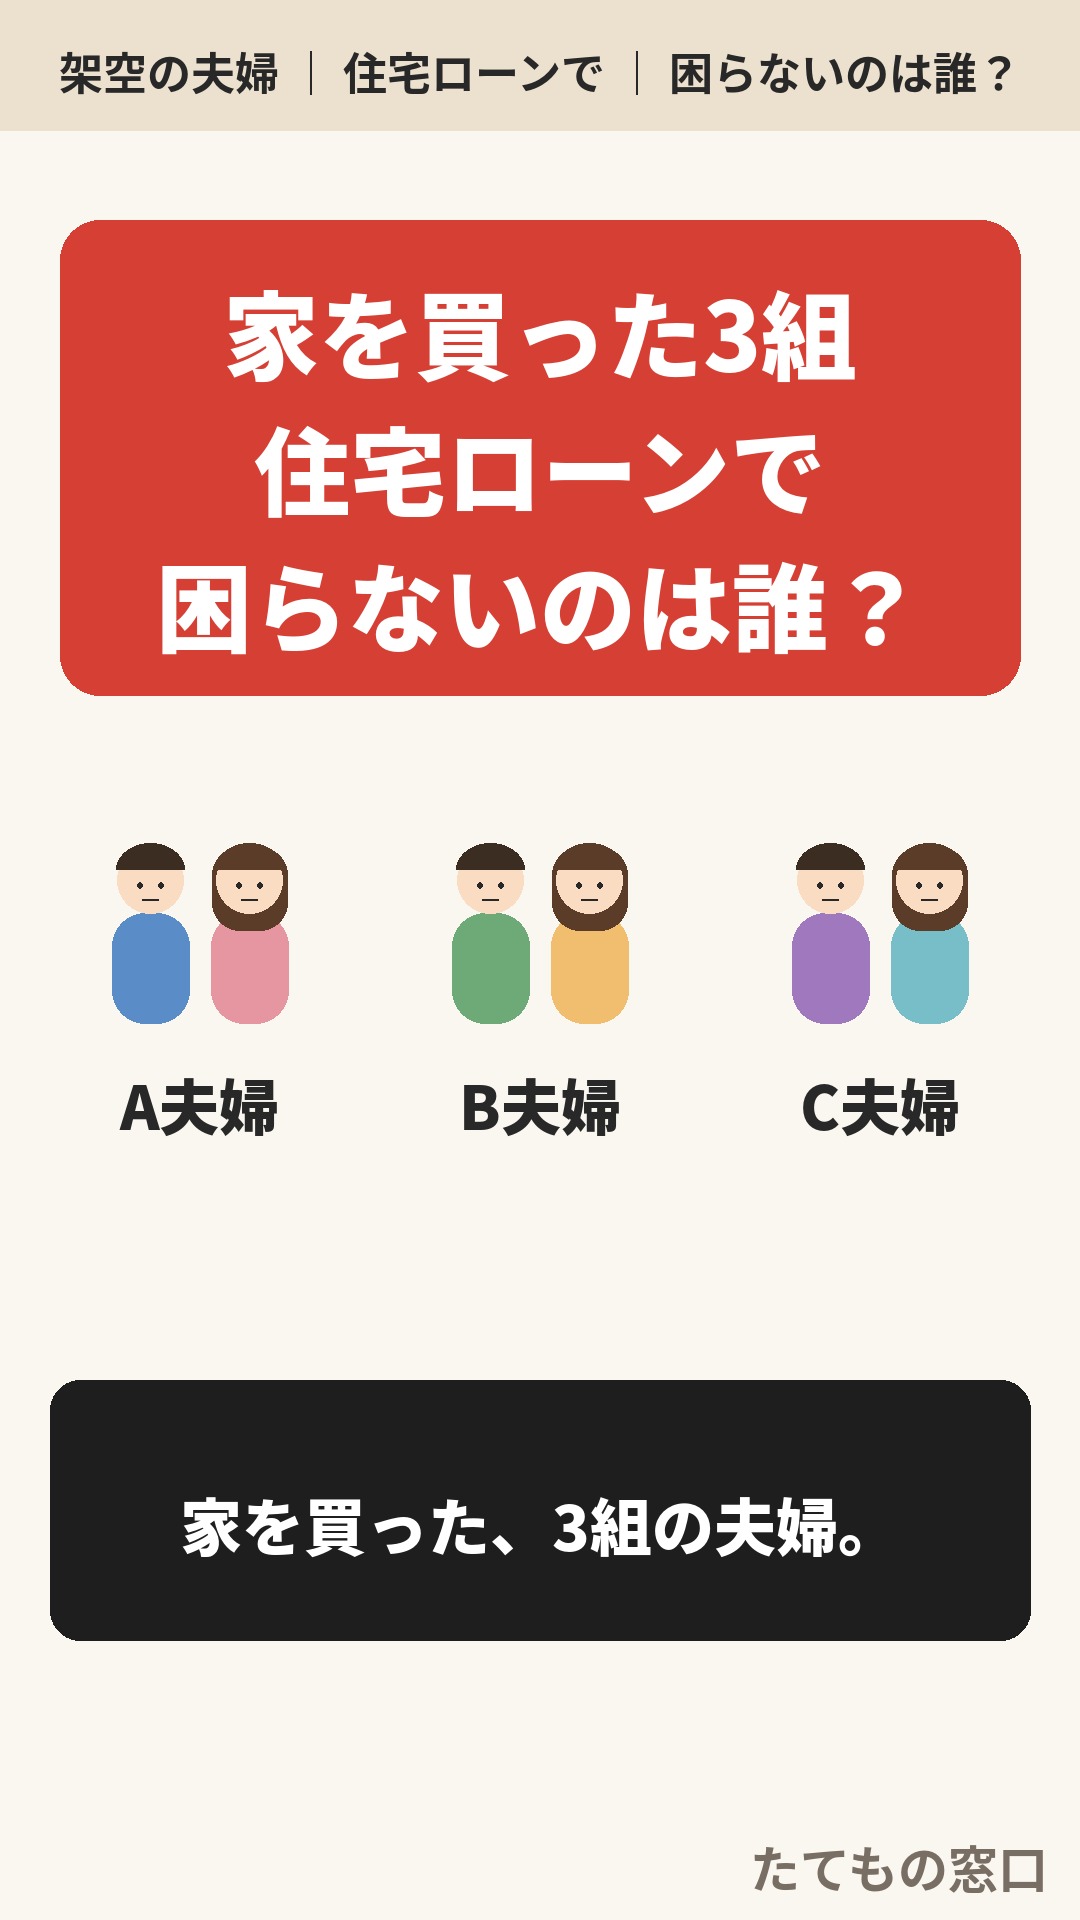 架空の夫婦｜住宅ローンで｜困らないのは誰？
家を買った3組
住宅ローンで
困らないのは誰？
A夫婦
B夫婦
C夫婦
家を買った、3組の夫婦。
たてもの窓口